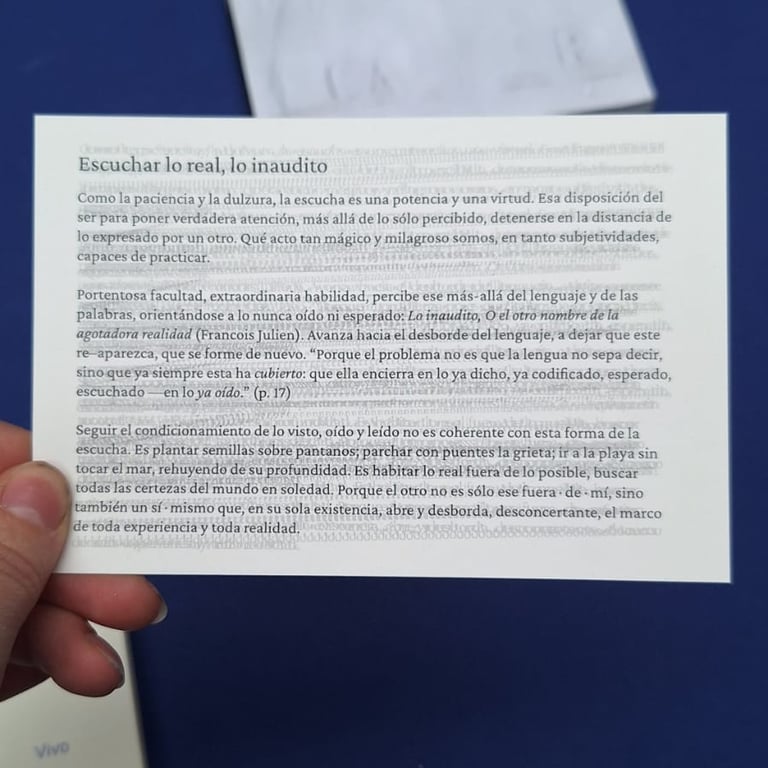 Escuchar lo real, lo inaudito
Como la paciencia y la dulzura, la escucha es una potencia y una virtud. Esa disposición del
ser para poner verdadera atención, más allá de lo sólo percibido, detenerse en la distancia de
lo expresado por un otro. Qué acto tan mágico y milagroso somos, en tanto subjetividades,
capaces de practicar.
Portentosa facultad, extraordinaria habilidad, percibe ese más-allá del lenguaje y de las
palabras, orientándose a lo nunca oído ni esperado: Lo inaudito, O el otro nombre de la
agotadora realidad (Francois Julien). Avanza hacia el desborde del lenguaje, a dejar que este
re-aparezca, que se forme de nuevo. “Porque el problema no es que la lengua no sepa decir,
sino que ya siempre esta ha cubierto: que ella encierra en lo ya dicho, ya codificado, esperado,
escuchado —en lo ya oído.” (p. 17)
Seguir el condicionamiento de lo visto, oído y leído no es coherente con esta forma de la
escucha. Es plantar semillas sobre pantanos; parchar con puentes la grieta; ir a la playa sin
tocar el mar, rehuyendo de su profundidad. Es habitar lo real fuera de lo posible, buscar
todas las certezas del mundo en soledad. Porque el otro no es sólo ese fuera · de · mí, sino
también un sí · mismo que, en su sola existencia, abre y desborda, desconcertante, el marco
de toda experiencia y toda realidad.
Vivo